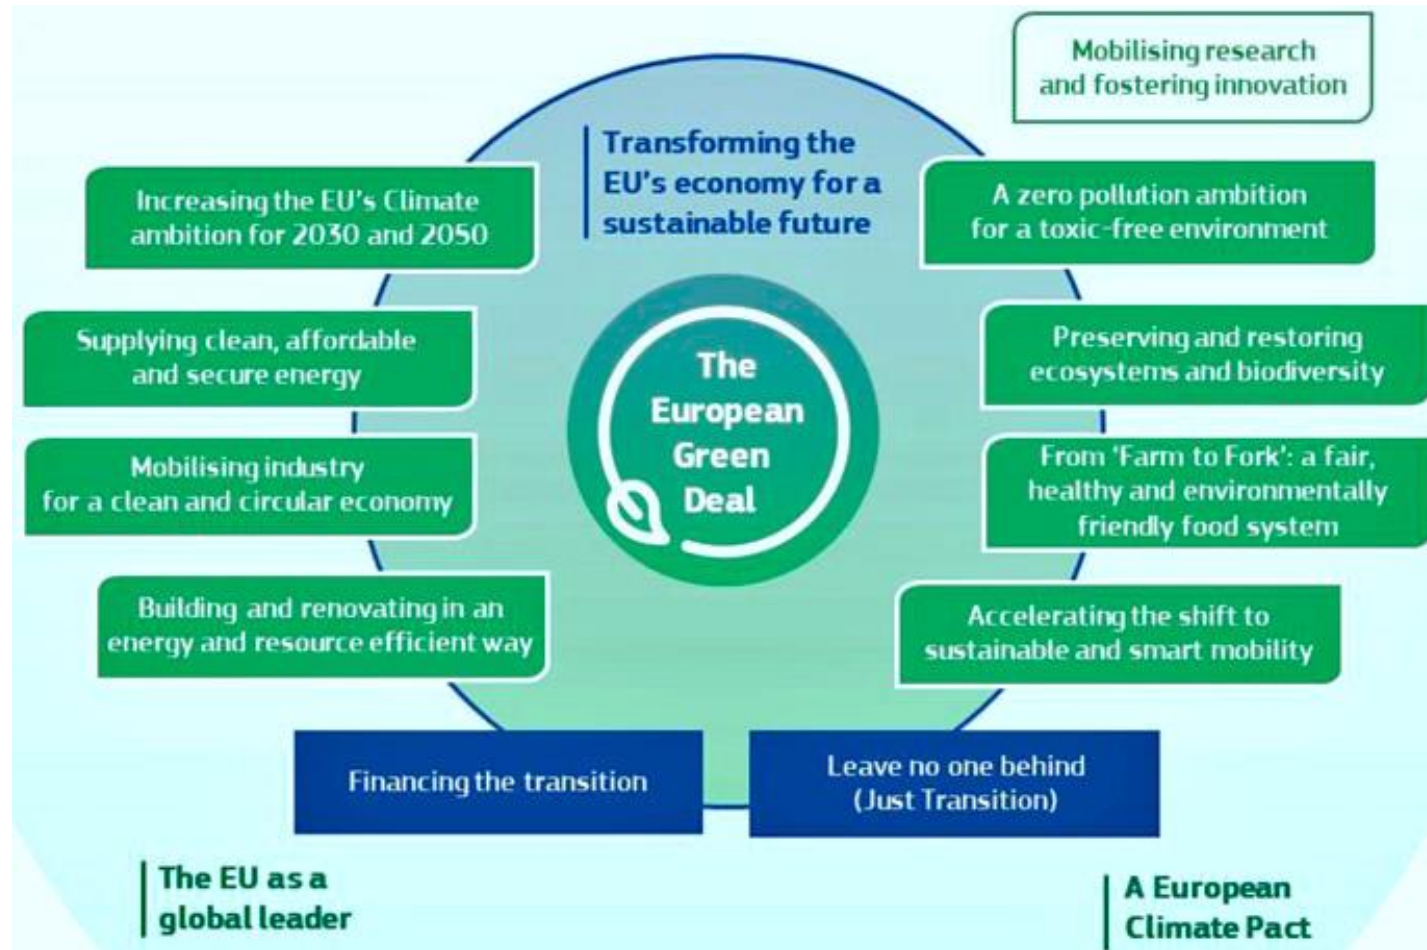 Mobilising research
and fostering innovation
Transforming the
EU's economy for a
sustainable future
Increasing the EU's Climate
ambition for 2030 and 2050
A zero pollution ambition
for a toxic-free environment
Supplying clean, affordable
and secure energy
Preserving and restoring
ecosystems and biodiversity
The
European
Green
Deal
Mobilising industry
for a clean and circular economy
From 'Farm to Fork': a fair,
healthy and environmentally
friendly food system
Building and renovating in an
energy and resource efficient way
Accelerating the shift to
sustainable and smart mobility
Financing the transition
Leave no one behind
(Just Transition)
The EU as a
global leader
A European
Climate Pact